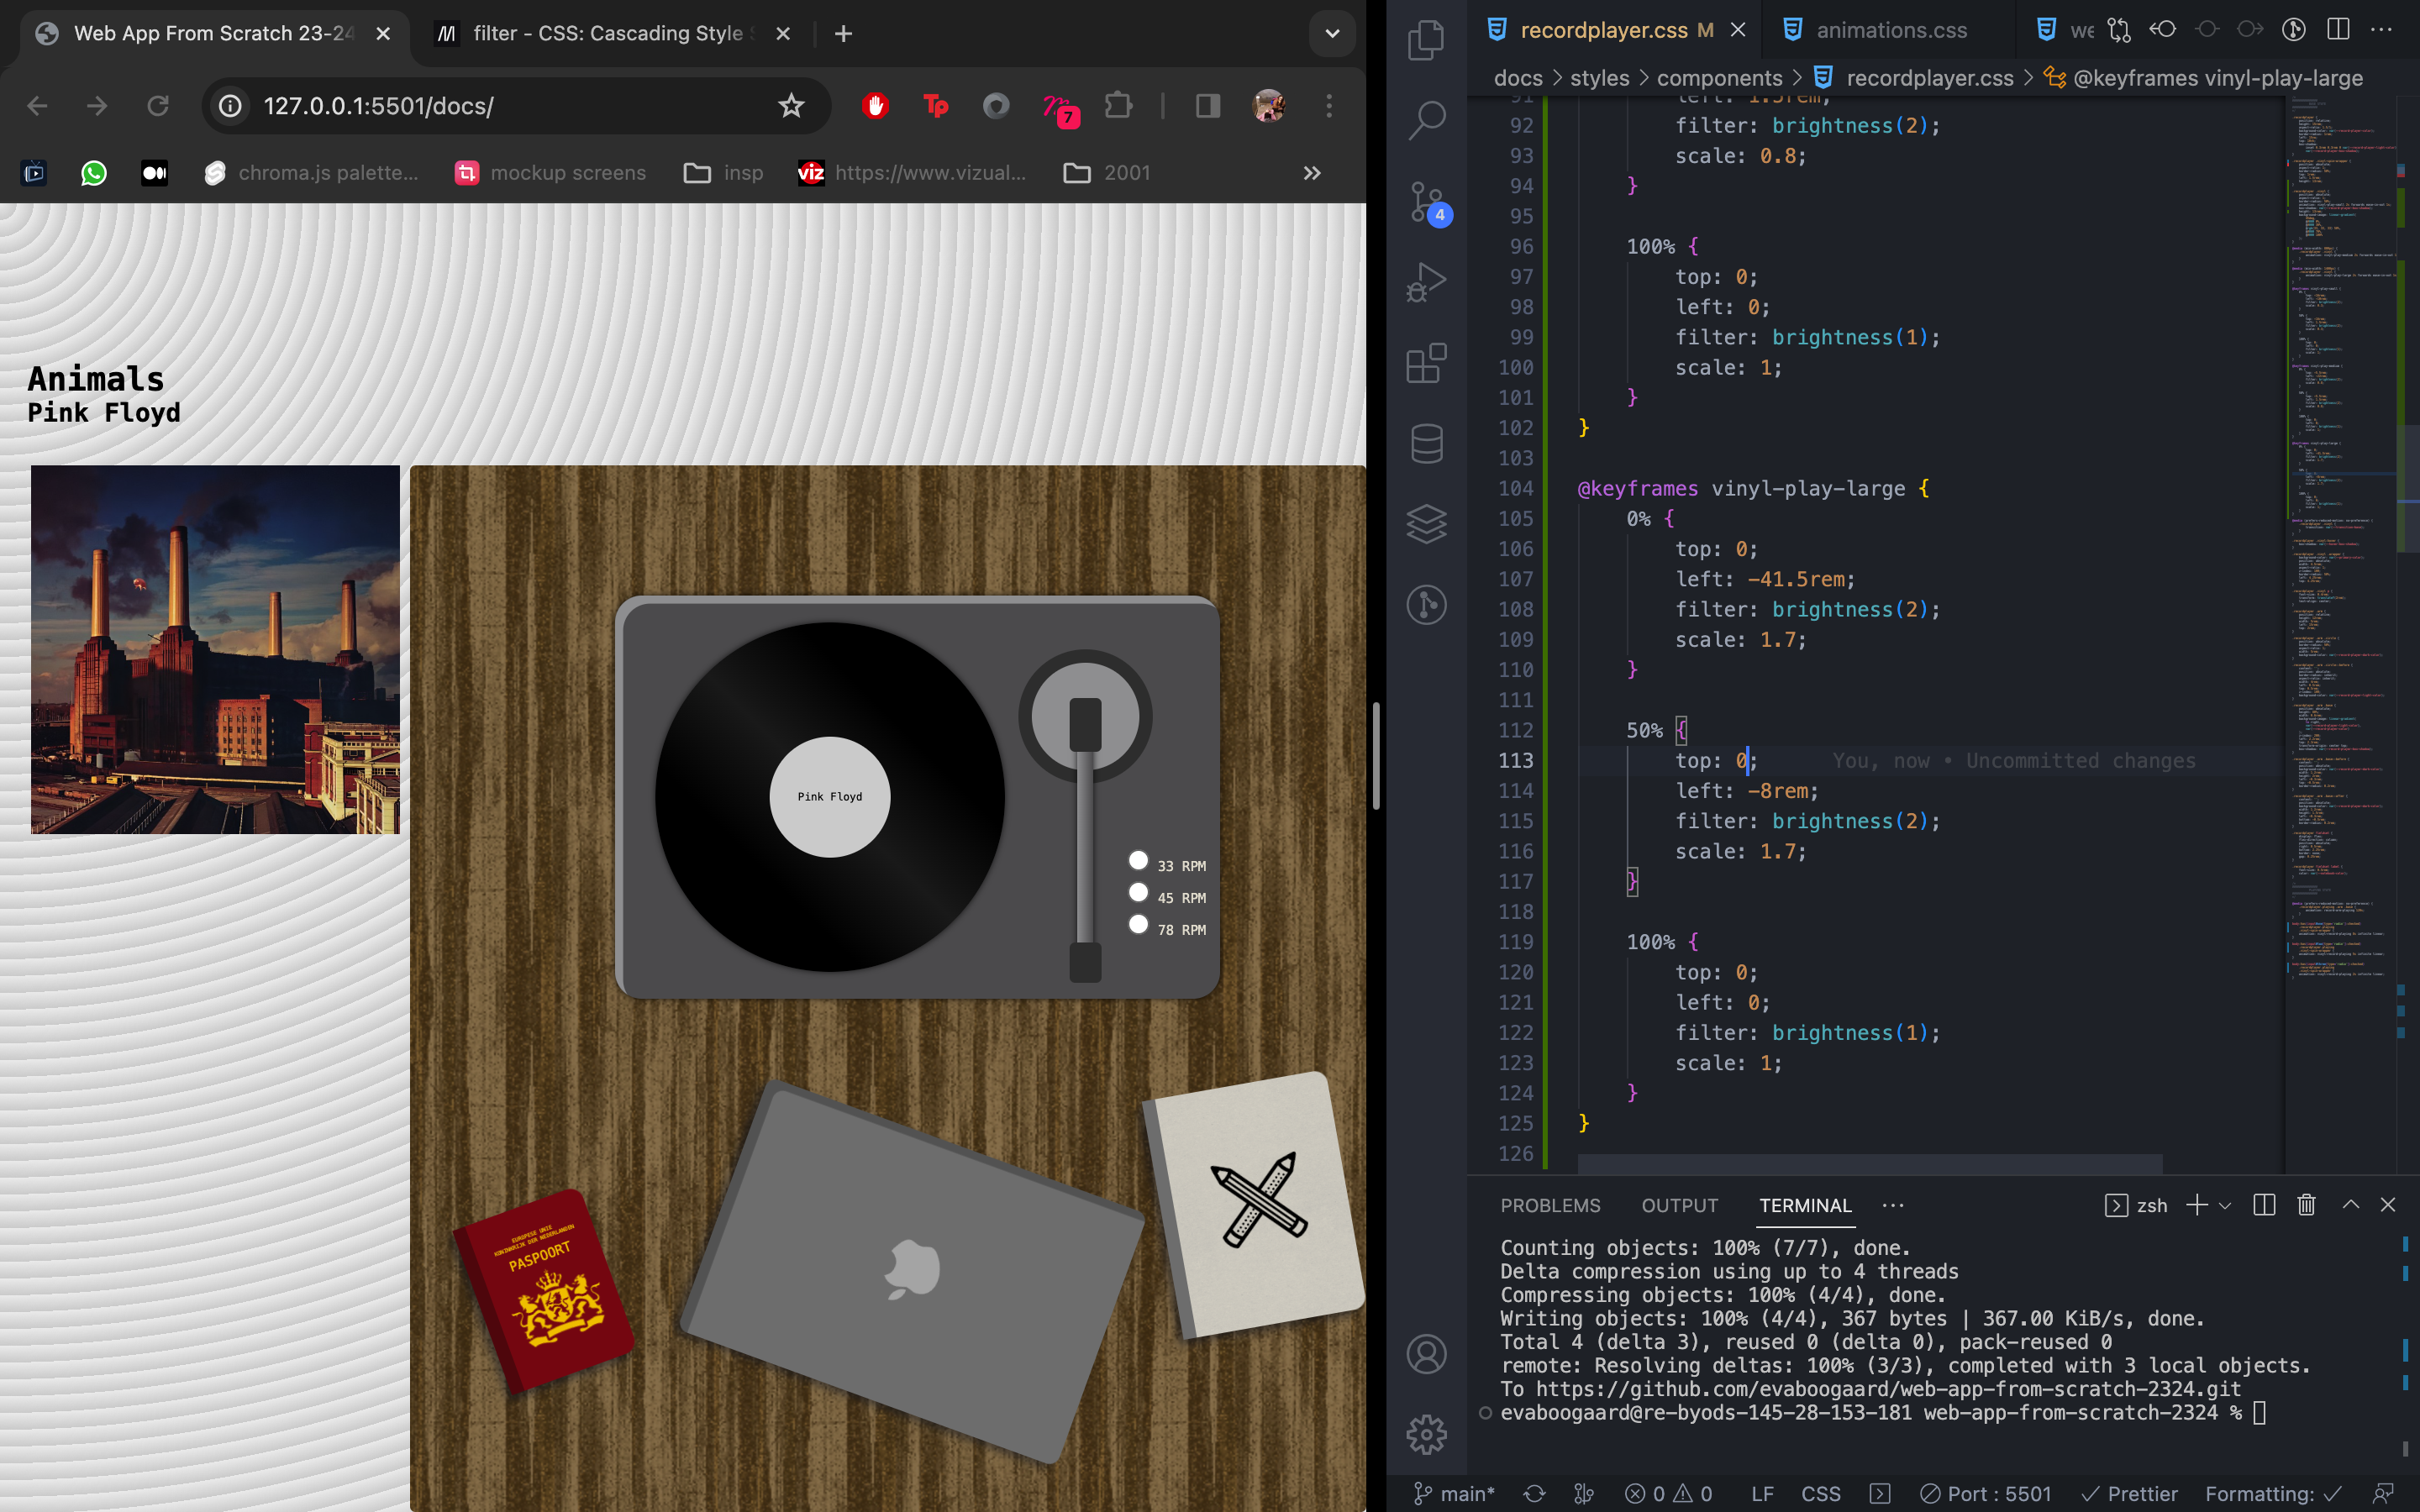 Web App From Scratch 23-24
filter - CSS: Cascading Style S
127.0.0.1:5501/docs/
7
chroma.js palette...
mockup screens
insp
viz
https://www.vizual...
2001
Animals
Pink Floyd
Pink Floyd
33 RPM
45 RPM
78 RPM
EUROPESE UNIE
KONINKRIJK DER NEDERLANDEN
PASPOORT
recordplayer.css M
animations.css
we
docs > styles > components > recordplayer.css > @keyframes vinyl-play-large
4
91 left: 1.5rem;
92 filter: brightness(2);
93 scale: 0.8;
94 }
95
96 100% {
97 top: 0;
98 left: 0;
99 filter: brightness(1);
100 scale: 1;
101 }
102 }
103
104 @keyframes vinyl-play-large {
105 0% {
106 top: 0;
107 left: -41.5rem;
108 filter: brightness(2);
109 scale: 1.7;
110 }
111
112 50% {
113 top: 0; You, now • Uncommitted changes
114 left: -8rem;
115 filter: brightness(2);
116 scale: 1.7;
117 }
118
119 100% {
120 top: 0;
121 left: 0;
122 filter: brightness(1);
123 scale: 1;
124 }
125 }
126
PROBLEMS OUTPUT TERMINAL ... zsh
Counting objects: 100% (7/7), done.
Delta compression using up to 4 threads
Compressing objects: 100% (4/4), done.
Writing objects: 100% (4/4), 367 bytes | 367.00 KiB/s, done.
Total 4 (delta 3), reused 0 (delta 0), pack-reused 0
remote: Resolving deltas: 100% (3/3), completed with 3 local objects.
To https://github.com/evaboogaard/web-app-from-scratch-2324.git
evaboogaard@re-byods-145-28-153-181 web-app-from-scratch-2324 %
main* 0 0 LF CSS Port : 5501 Prettier Formatting: ✓